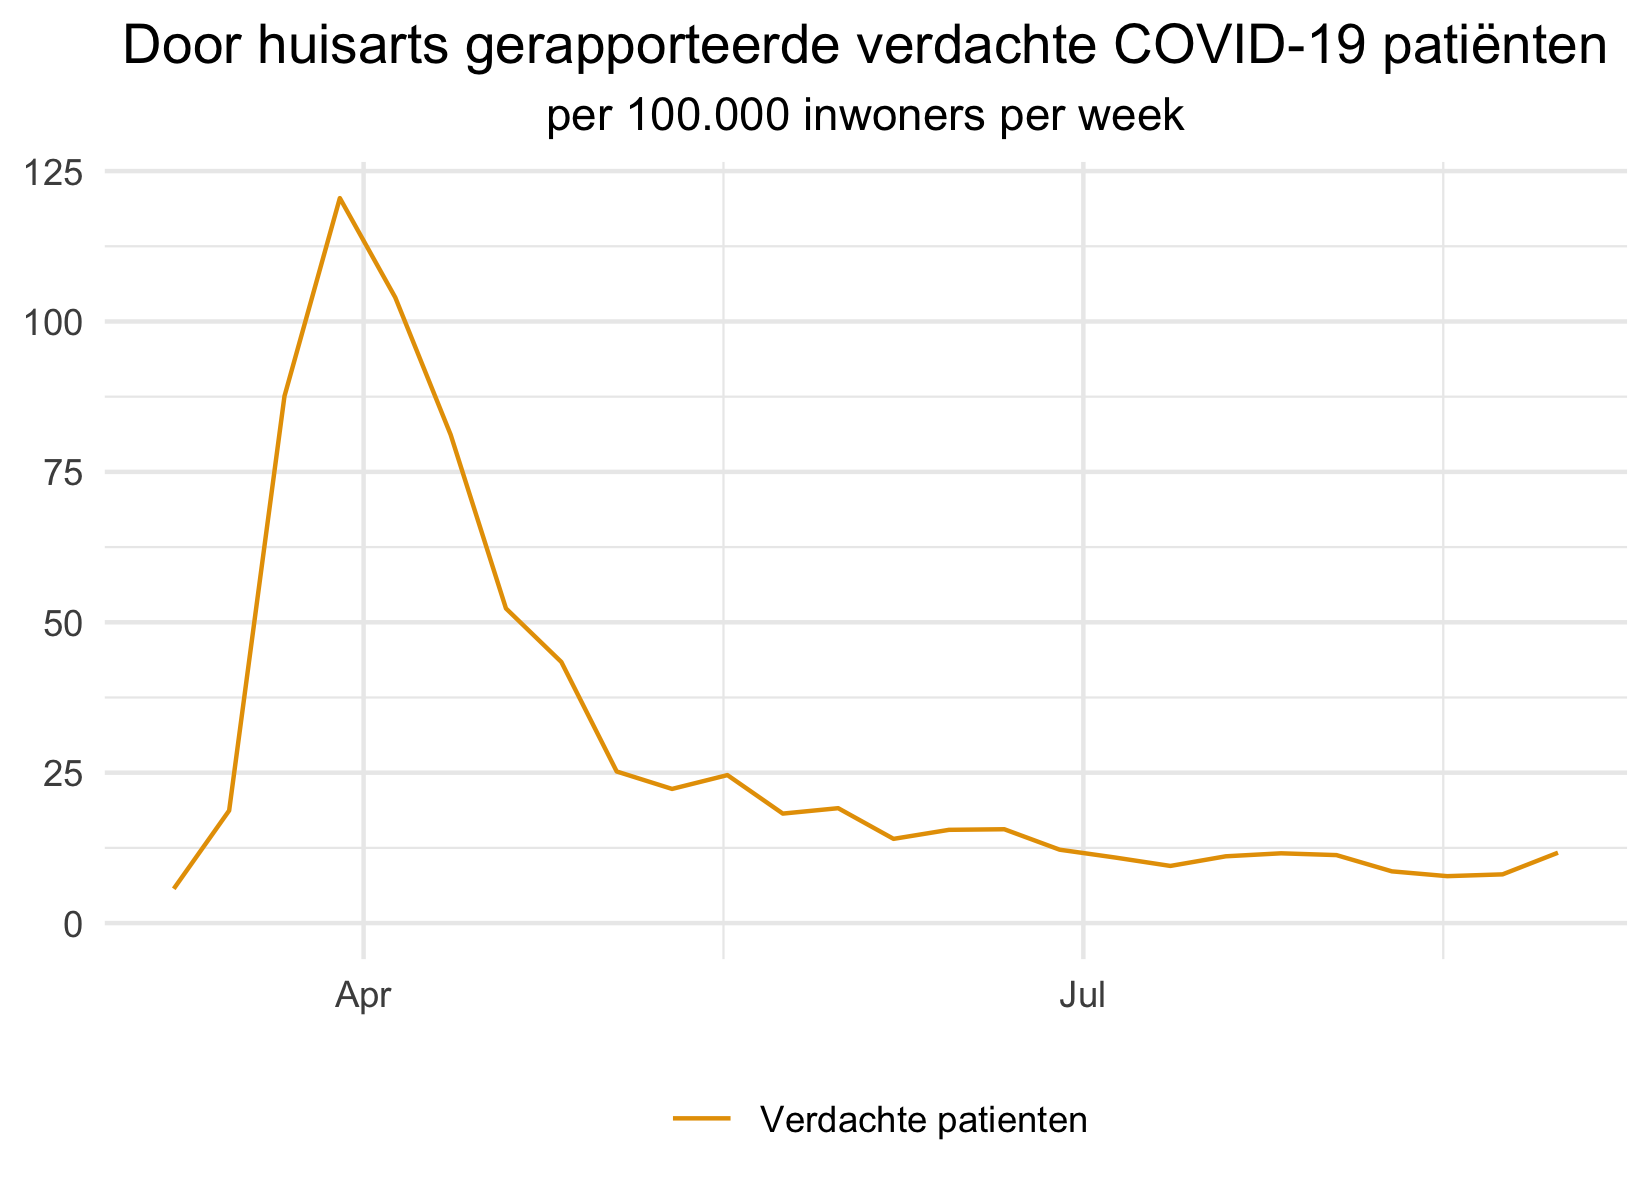 Door huisarts gerapporteerde verdachte COVID-19 patiënten
per 100.000 inwoners per week
125
100
75
50
25
0
Apr
Jul
Verdachte patienten